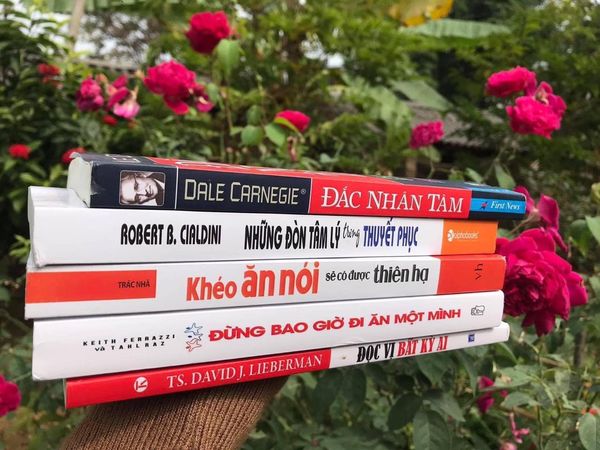 DALE CARNEGIE® ĐẮC NHÂN TÂM First News
ROBERT B. CIALDINI NHỮNG ĐÒN TÂM LÝ trong THUYẾT PHỤC alphabooks
TRÁC NHÃ Khéo ăn nói sẽ có được thiên hạ vh
KEITH FERRAZZI và TAHL RAZ ĐỪNG BAO GIỜ ĐI ĂN MỘT MÌNH
TS. DAVID J. LIEBERMAN ĐỌC VỊ BẤT KỲ AI